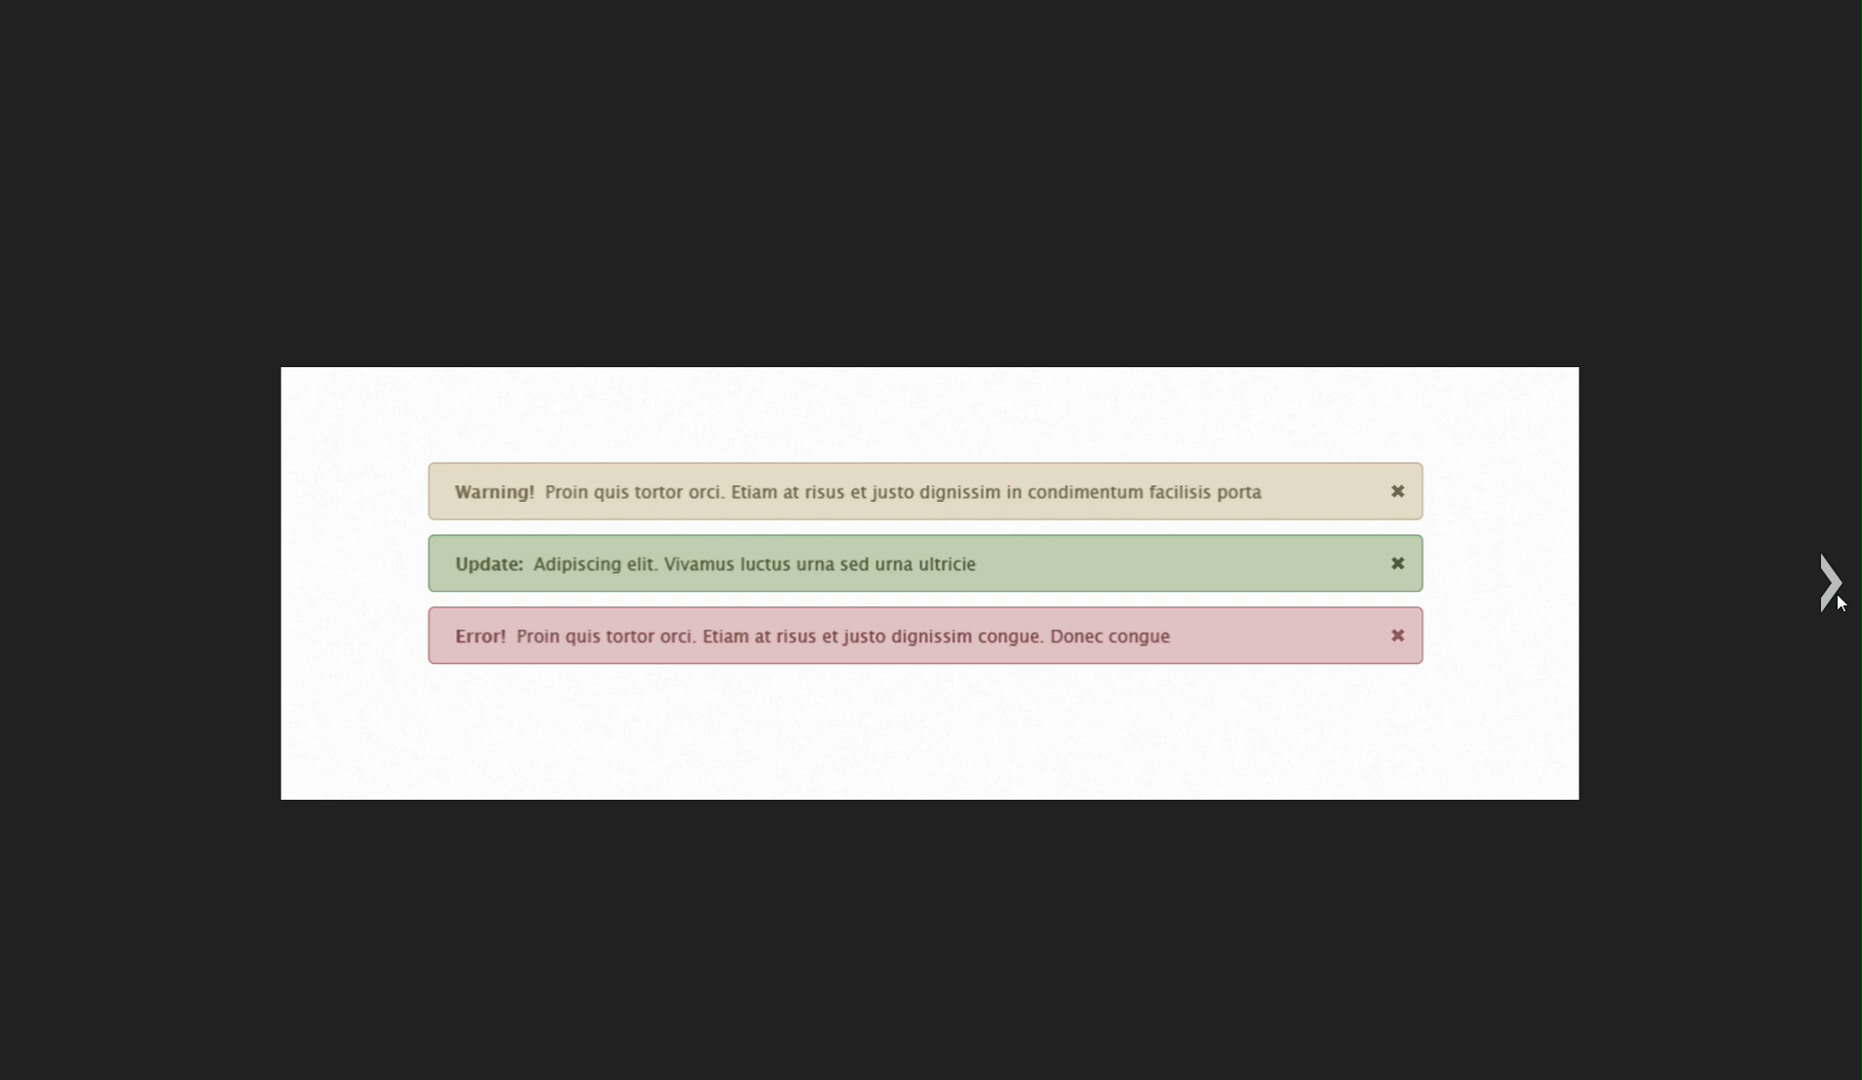 Warning! Proin quis tortor orci. Etiam at risus et justo dignissim in condimentum facilisis porta
Update: Adipiscing elit. Vivamus luctus urna sed urna ultricie
Error! Proin quis tortor orci. Etiam at risus et justo dignissim congue. Donec congue